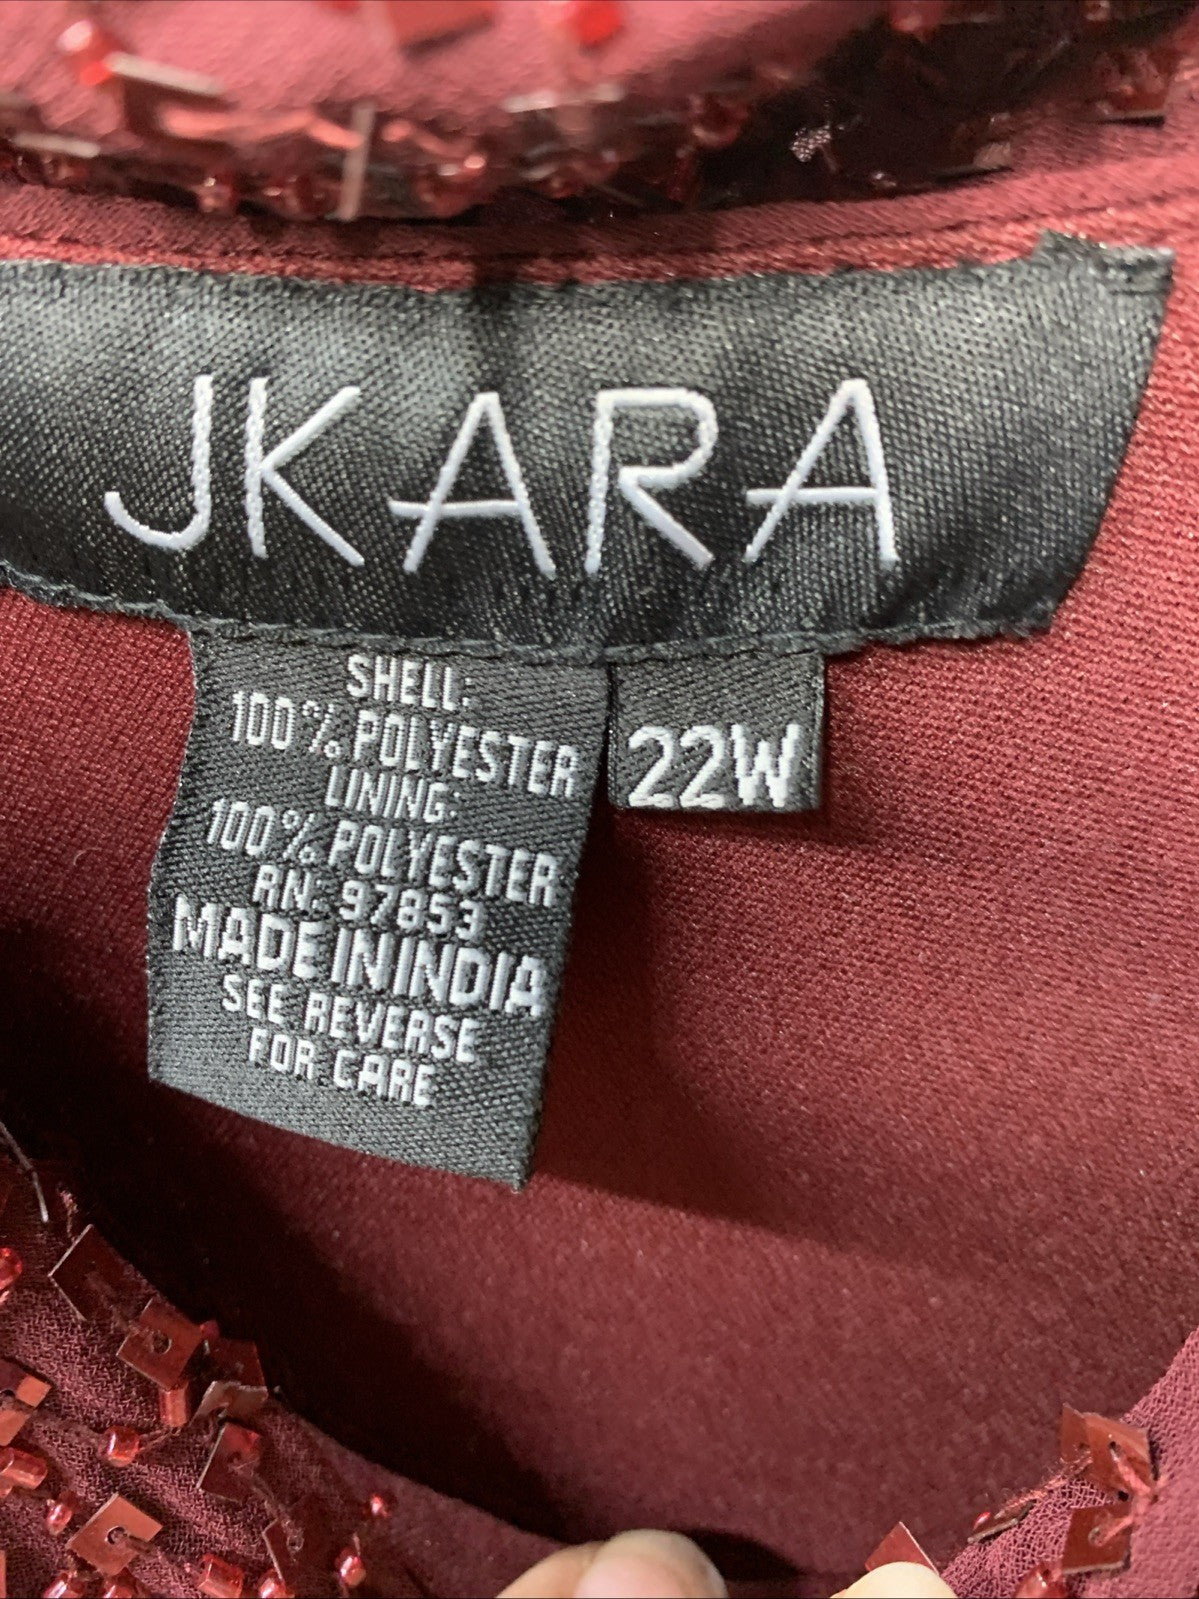 JKARA
SHELL:
100% POLYESTER
LINING:
100% POLYESTER
RN: 97853
MADE IN INDIA
SEE REVERSE
FOR CARE
22W